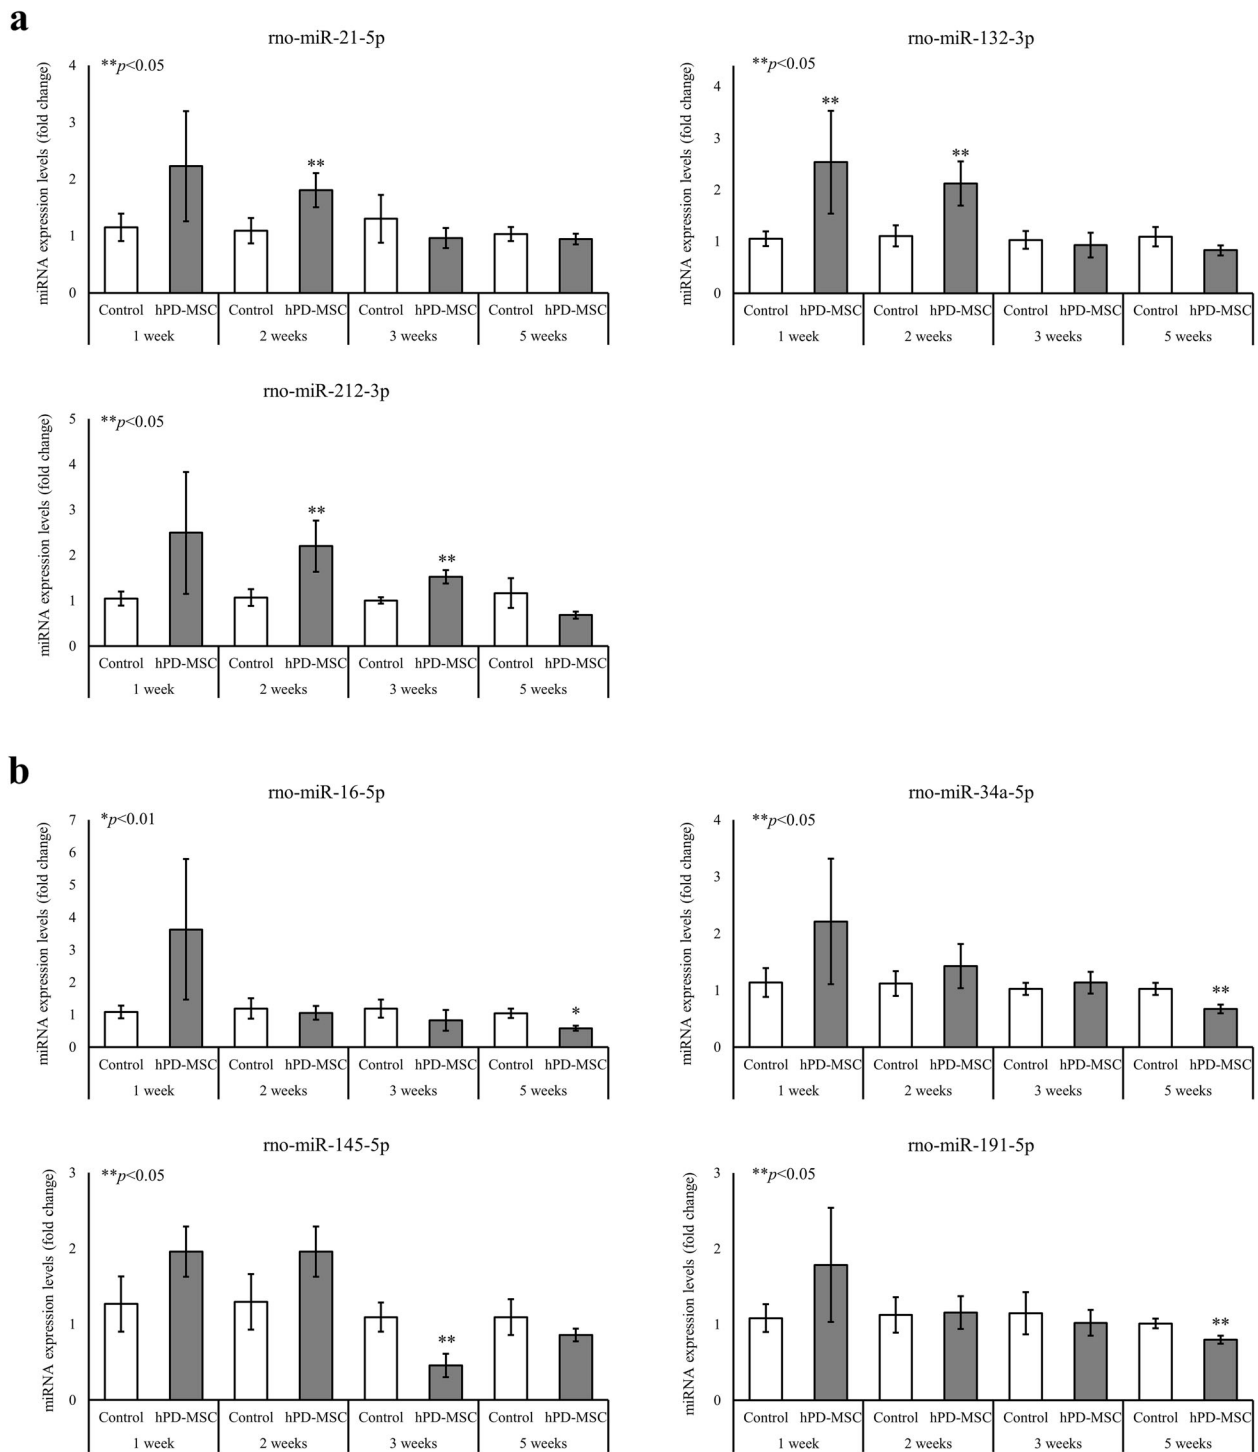 a
rno-miR-21-5p
**p<0.05
miRNA expression levels (fold change)
4
3
2
1
0
**
Control hPD-MSC Control hPD-MSC Control hPD-MSC Control hPD-MSC
1 week 2 weeks 3 weeks 5 weeks
rno-miR-132-3p
**p<0.05
miRNA expression levels (fold change)
4
3
2
1
0
**
**
Control hPD-MSC Control hPD-MSC Control hPD-MSC Control hPD-MSC
1 week 2 weeks 3 weeks 5 weeks
rno-miR-212-3p
**p<0.05
miRNA expression levels (fold change)
5
4
3
2
1
0
**
**
Control hPD-MSC Control hPD-MSC Control hPD-MSC Control hPD-MSC
1 week 2 weeks 3 weeks 5 weeks
b
rno-miR-16-5p
*p<0.01
miRNA expression levels (fold change)
7
6
5
4
3
2
1
0
*
Control hPD-MSC Control hPD-MSC Control hPD-MSC Control hPD-MSC
1 week 2 weeks 3 weeks 5 weeks
rno-miR-34a-5p
**p<0.05
miRNA expression levels (fold change)
4
3
2
1
0
**
Control hPD-MSC Control hPD-MSC Control hPD-MSC Control hPD-MSC
1 week 2 weeks 3 weeks 5 weeks
rno-miR-145-5p
**p<0.05
miRNA expression levels (fold change)
3
2
1
0
**
Control hPD-MSC Control hPD-MSC Control hPD-MSC Control hPD-MSC
1 week 2 weeks 3 weeks 5 weeks
rno-miR-191-5p
**p<0.05
miRNA expression levels (fold change)
3
2
1
0
**
Control hPD-MSC Control hPD-MSC Control hPD-MSC Control hPD-MSC
1 week 2 weeks 3 weeks 5 weeks